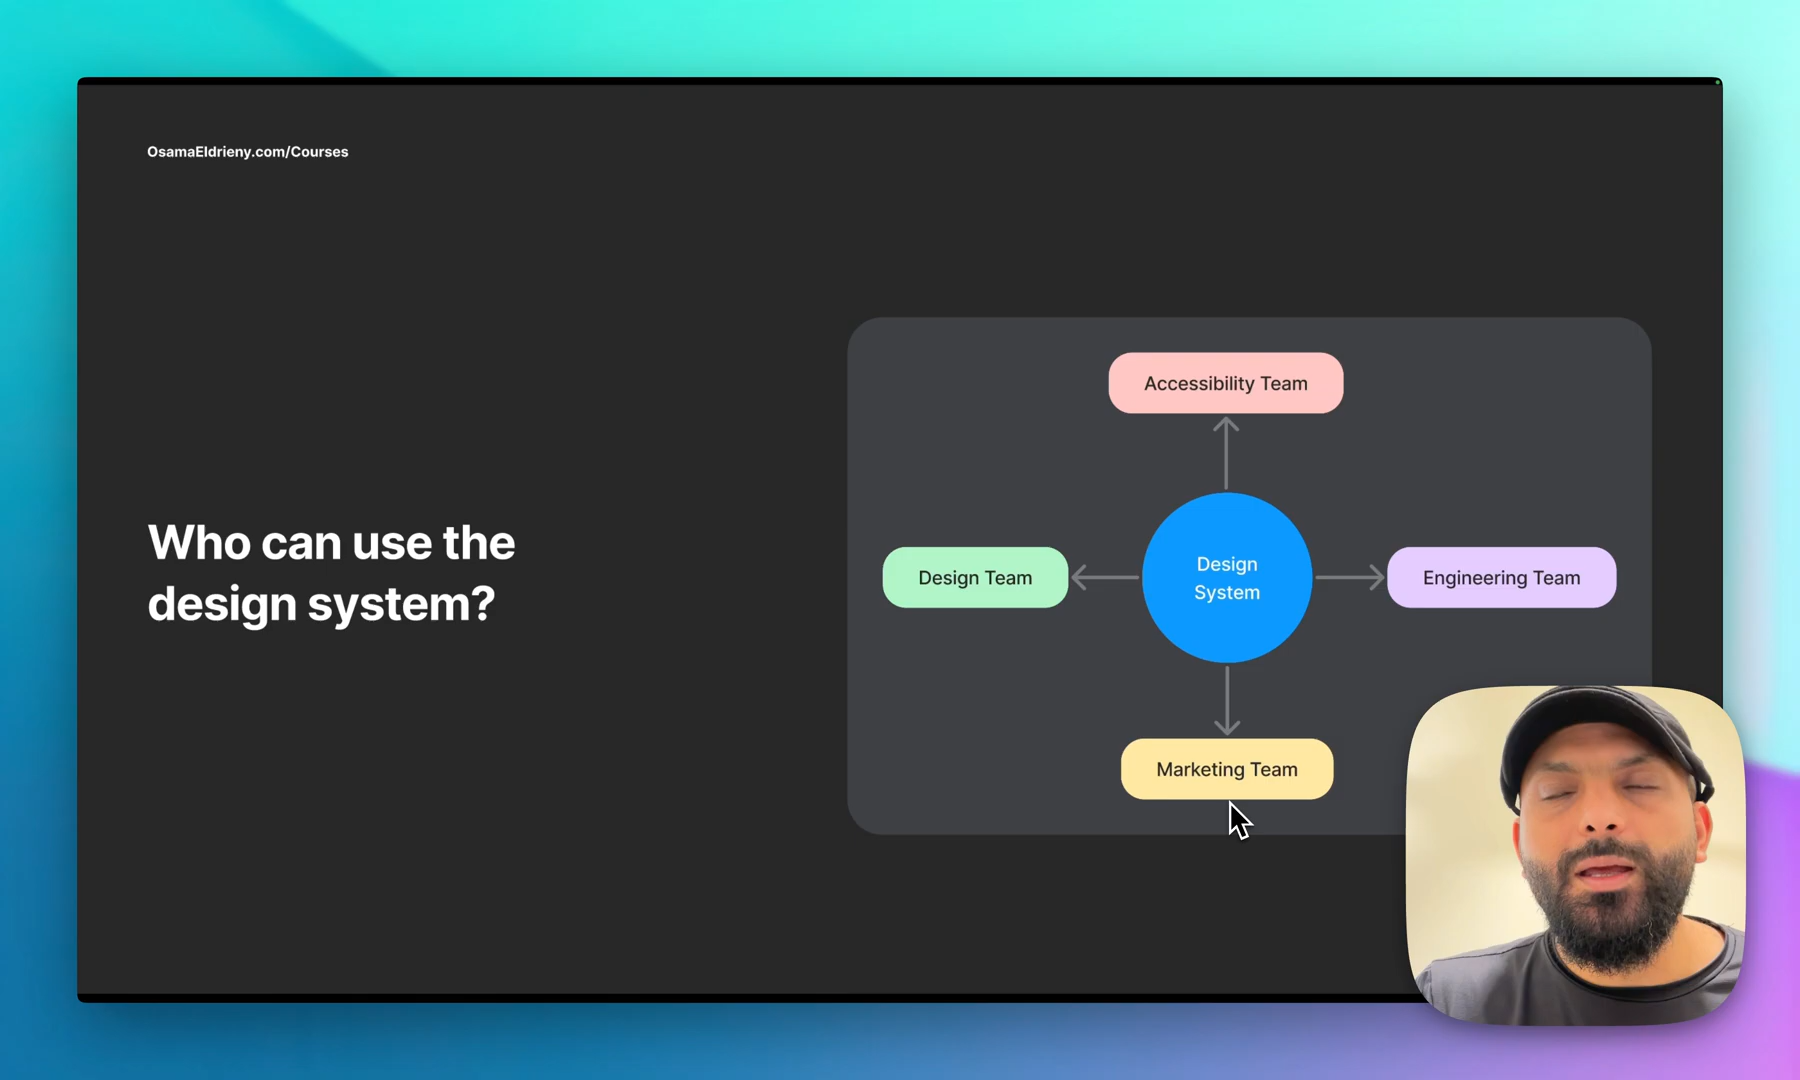 OsamaEldrieny.com/Courses
Who can use the
design system?
Accessibility Team
Design Team
Design
System
Engineering Team
Marketing Team